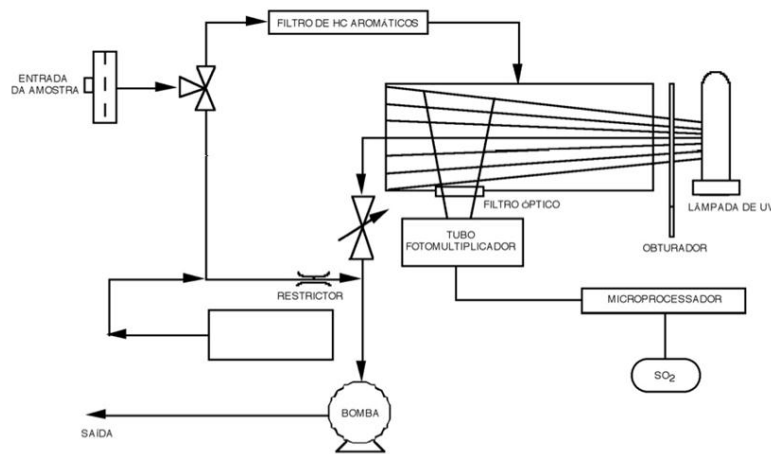 FILTRO DE HC AROMÁTICOS
ENTRADA
DA AMOSTRA
FILTRO ÓPTICO
LÂMPADA DE UV
TUBO
FOTOMULTIPLICADOR
OBTURADOR
RESTRICTOR
MICROPROCESSADOR
SO2
BOMBA
SAÍDA